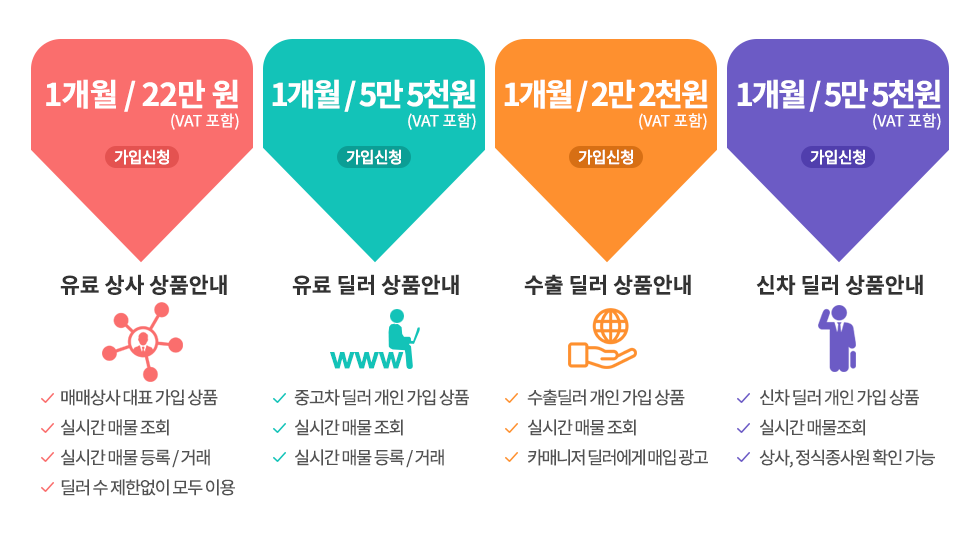 1개월 / 22만 원
(VAT 포함)
가입신청
유료 상사 상품안내
매매상사 대표 가입 상품
실시간 매물 조회
실시간 매물 등록 / 거래
딜러 수 제한없이 모두 이용
1개월 / 5만 5천원
(VAT 포함)
가입신청
유료 딜러 상품안내
www
중고차 딜러 개인 가입 상품
실시간 매물 조회
실시간 매물 등록 / 거래
1개월 / 2만 2천원
(VAT 포함)
가입신청
수출 딜러 상품안내
수출딜러 개인 가입 상품
실시간 매물 조회
카매니저 딜러에게 매입 광고
1개월 / 5만 5천원
(VAT 포함)
가입신청
신차 딜러 상품안내
신차 딜러 개인 가입 상품
실시간 매물조회
상사, 정식종사원 확인 가능